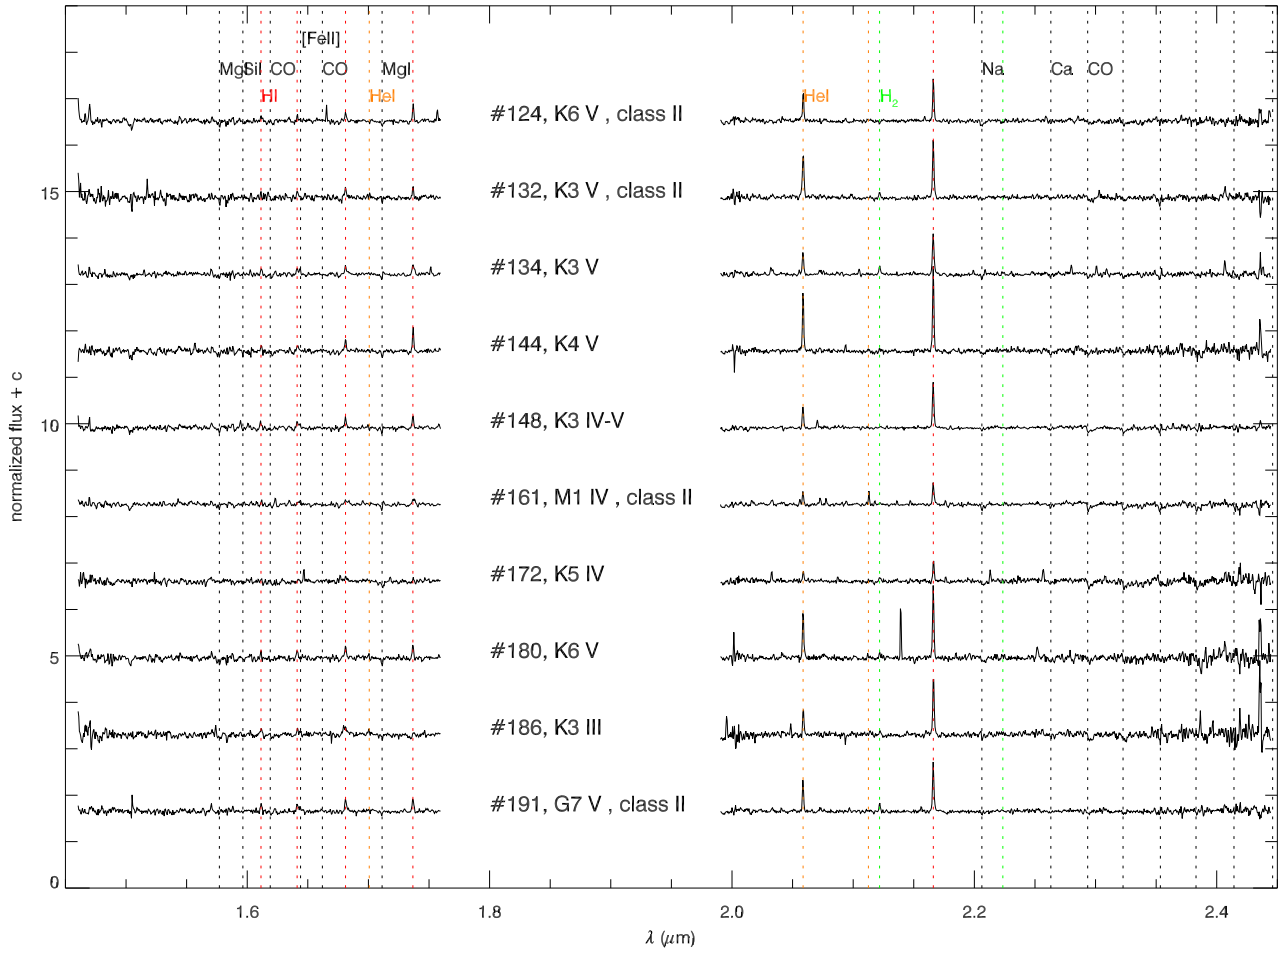 [FeII]
MgI SiI CO CO MgI Na Ca CO
HI HeI HeI H2
#124, K6 V , class II
15
#132, K3 V , class II
#134, K3 V
#144, K4 V
10
#148, K3 IV-V
#161, M1 IV , class II
#172, K5 IV
5
#180, K6 V
#186, K3 III
#191, G7 V , class II
0
1.6 1.8 2.0 2.2 2.4
λ (μm)
normalized flux + c